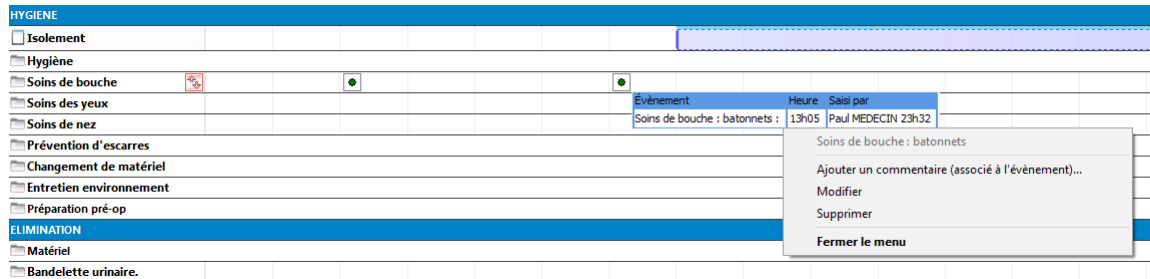 HYGIENE
Isolement
Hygiène
Soins de bouche
Soins des yeux
Évènement Heure Saisi par
Soins de bouche : batonnets : 13h05 Paul MEDECIN 23h32
Soins de nez
Prévention d'escarres
Soins de bouche : batonnets
Changement de matériel
Ajouter un commentaire (associé à l'évènement)...
Entretien environnement
Modifier
Préparation pré-op
Supprimer
ELIMINATION
Fermer le menu
Matériel
Bandelette urinaire.